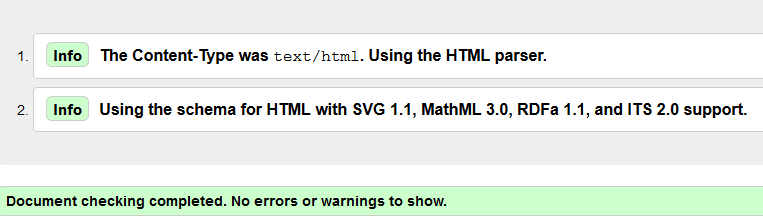 1. Info The Content-Type was text/html. Using the HTML parser.
2. Info Using the schema for HTML with SVG 1.1, MathML 3.0, RDFa 1.1, and ITS 2.0 support.
Document checking completed. No errors or warnings to show.